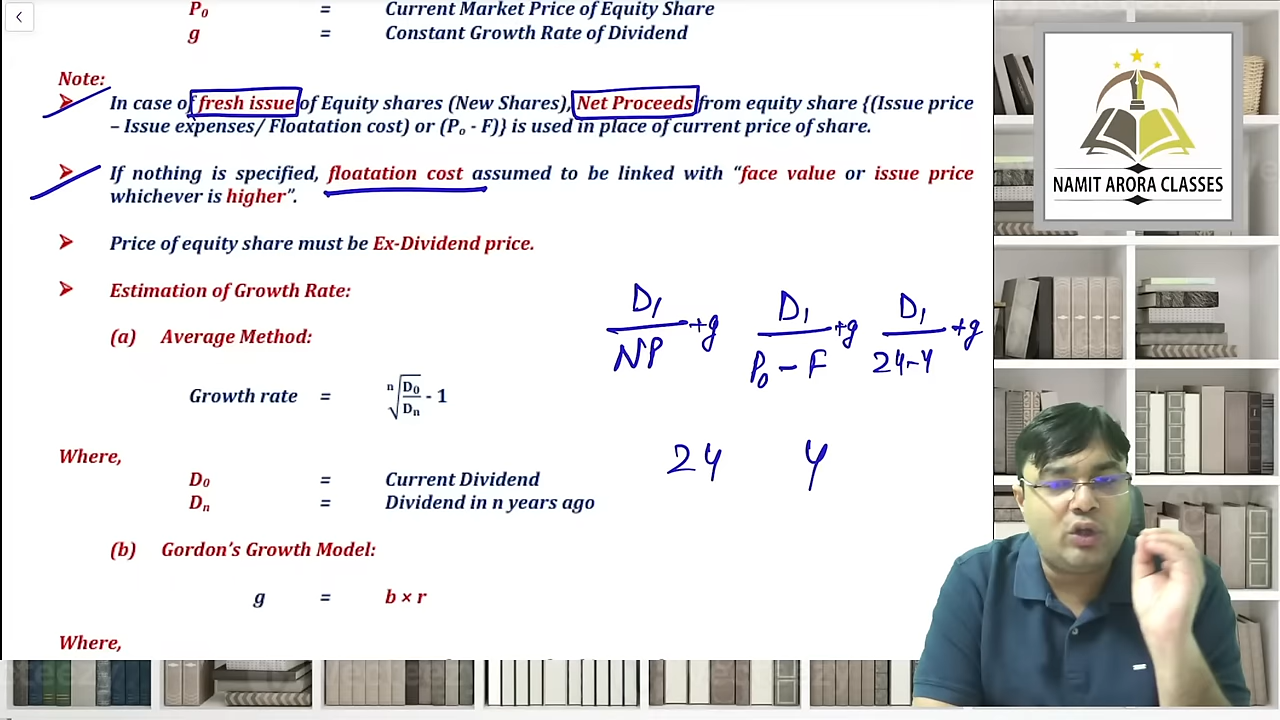 P₀ = Current Market Price of Equity Share
g = Constant Growth Rate of Dividend
Note:
➢ In case of fresh issue of Equity shares (New Shares), Net Proceeds from equity share {(Issue price
– Issue expenses/ Floatation cost) or (Pₒ - F)} is used in place of current price of share.
➢ If nothing is specified, floatation cost assumed to be linked with “face value or issue price
whichever is higher”.
➢ Price of equity share must be Ex-Dividend price.
➢ Estimation of Growth Rate:
(a) Average Method:
Growth rate = ⁿ√(D₀/Dₙ) - 1
Where,
D₀ = Current Dividend
Dₙ = Dividend in n years ago
(b) Gordon’s Growth Model:
g = b × r
Where,
D₁/NP + g
D₁/(P₀ – F) + g
D₁/(24-4) + g
24 4
NAMIT ARORA CLASSES